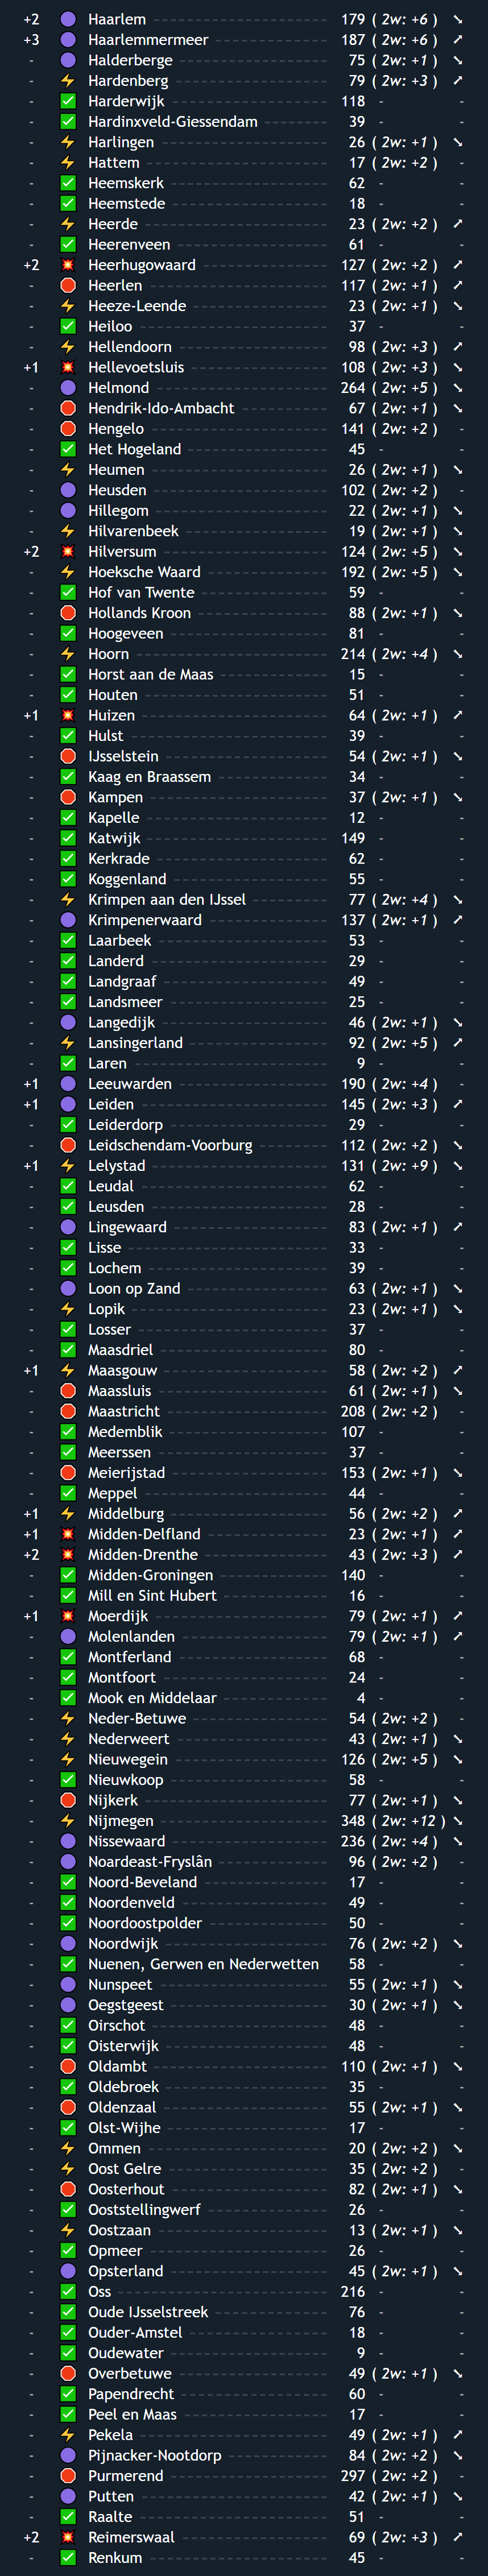 +2 Haarlem 179 ( 2w: +6 ) ➘
+3 Haarlemmermeer 187 ( 2w: +6 ) ➚
- Halderberge 75 ( 2w: +1 ) ➘
- ⚡ Hardenberg 79 ( 2w: +3 ) ➚
- ✅ Harderwijk 118 - -
- ✅ Hardinxveld-Giessendam 39 - -
- ⚡ Harlingen 26 ( 2w: +1 ) ➘
- ⚡ Hattem 17 ( 2w: +2 ) -
- ✅ Heemskerk 62 - -
- ✅ Heemstede 18 - -
- ⚡ Heerde 23 ( 2w: +2 ) ➚
- ✅ Heerenveen 61 - -
+2 Heerhugowaard 127 ( 2w: +2 ) ➚
- Heerlen 117 ( 2w: +1 ) ➚
- ⚡ Heeze-Leende 23 ( 2w: +1 ) ➘
- ✅ Heiloo 37 - -
- ⚡ Hellendoorn 98 ( 2w: +3 ) ➚
+1 Hellevoetsluis 108 ( 2w: +3 ) ➘
- Helmond 264 ( 2w: +5 ) ➘
- Hendrik-Ido-Ambacht 67 ( 2w: +1 ) ➘
- Hengelo 141 ( 2w: +2 ) -
- ✅ Het Hogeland 45 - -
- ⚡ Heumen 26 ( 2w: +1 ) ➘
- Heusden 102 ( 2w: +2 ) -
- Hillegom 22 ( 2w: +1 ) ➘
- ⚡ Hilvarenbeek 19 ( 2w: +1 ) ➘
+2 Hilversum 124 ( 2w: +5 ) ➘
- ⚡ Hoeksche Waard 192 ( 2w: +5 ) ➘
- ✅ Hof van Twente 59 - -
- Hollands Kroon 88 ( 2w: +1 ) ➘
- ✅ Hoogeveen 81 - -
- ⚡ Hoorn 214 ( 2w: +4 ) ➘
- ✅ Horst aan de Maas 15 - -
- ✅ Houten 51 - -
+1 Huizen 64 ( 2w: +1 ) ➚
- ✅ Hulst 39 - -
- IJsselstein 54 ( 2w: +1 ) ➘
- ✅ Kaag en Braassem 34 - -
- Kampen 37 ( 2w: +1 ) ➘
- ✅ Kapelle 12 - -
- ✅ Katwijk 149 - -
- ✅ Kerkrade 62 - -
- ✅ Koggenland 55 - -
- ⚡ Krimpen aan den IJssel 77 ( 2w: +4 ) ➘
- Krimpenerwaard 137 ( 2w: +1 ) ➚
- ✅ Laarbeek 53 - -
- ✅ Landerd 29 - -
- ✅ Landgraaf 49 - -
- ✅ Landsmeer 25 - -
- Langedijk 46 ( 2w: +1 ) ➘
- ⚡ Lansingerland 92 ( 2w: +5 ) ➚
- ✅ Laren 9 - -
+1 Leeuwarden 190 ( 2w: +4 ) -
+1 Leiden 145 ( 2w: +3 ) ➚
- ✅ Leiderdorp 29 - -
- Leidschendam-Voorburg 112 ( 2w: +2 ) ➘
+1 ⚡ Lelystad 131 ( 2w: +9 ) ➘
- ✅ Leudal 62 - -
- ✅ Leusden 28 - -
- Lingewaard 83 ( 2w: +1 ) ➚
- ✅ Lisse 33 - -
- ✅ Lochem 39 - -
- Loon op Zand 63 ( 2w: +1 ) ➘
- ⚡ Lopik 23 ( 2w: +1 ) ➘
- ✅ Losser 37 - -
- ✅ Maasdriel 80 - -
+1 ⚡ Maasgouw 58 ( 2w: +2 ) ➚
- Maassluis 61 ( 2w: +1 ) ➘
- Maastricht 208 ( 2w: +2 ) -
- ✅ Medemblik 107 - -
- ✅ Meerssen 37 - -
- Meierijstad 153 ( 2w: +1 ) ➘
- ✅ Meppel 44 - -
+1 ⚡ Middelburg 56 ( 2w: +2 ) ➚
+1 Midden-Delfland 23 ( 2w: +1 ) ➚
+2 Midden-Drenthe 43 ( 2w: +3 ) ➚
- ✅ Midden-Groningen 140 - -
- ✅ Mill en Sint Hubert 16 - -
+1 Moerdijk 79 ( 2w: +1 ) ➚
- Molenlanden 79 ( 2w: +1 ) ➚
- ✅ Montferland 68 - -
- ✅ Montfoort 24 - -
- ✅ Mook en Middelaar 4 - -
- ⚡ Neder-Betuwe 54 ( 2w: +2 ) -
- ⚡ Nederweert 43 ( 2w: +1 ) ➘
- ⚡ Nieuwegein 126 ( 2w: +5 ) ➘
- ✅ Nieuwkoop 58 - -
- Nijkerk 77 ( 2w: +1 ) ➘
- ⚡ Nijmegen 348 ( 2w: +12 ) ➘
- Nissewaard 236 ( 2w: +4 ) ➘
- Noardeast-Fryslân 96 ( 2w: +2 ) -
- ✅ Noord-Beveland 17 - -
- ✅ Noordenveld 49 - -
- ✅ Noordoostpolder 50 - -
- Noordwijk 76 ( 2w: +2 ) ➘
- ✅ Nuenen, Gerwen en Nederwetten 58 - -
- Nunspeet 55 ( 2w: +1 ) ➘
- Oegstgeest 30 ( 2w: +1 ) ➘
- ✅ Oirschot 48 - -
- ✅ Oisterwijk 48 - -
- Oldambt 110 ( 2w: +1 ) ➘
- ✅ Oldebroek 35 - -
- Oldenzaal 55 ( 2w: +1 ) ➘
- ✅ Olst-Wijhe 17 - -
- ⚡ Ommen 20 ( 2w: +2 ) ➘
- ⚡ Oost Gelre 35 ( 2w: +2 ) -
- Oosterhout 82 ( 2w: +1 ) ➘
- ✅ Ooststellingwerf 26 - -
- ⚡ Oostzaan 13 ( 2w: +1 ) ➘
- ✅ Opmeer 26 - -
- Opsterland 45 ( 2w: +1 ) ➘
- ✅ Oss 216 - -
- ✅ Oude IJsselstreek 76 - -
- ✅ Ouder-Amstel 18 - -
- ✅ Oudewater 9 - -
- Overbetuwe 49 ( 2w: +1 ) ➘
- ✅ Papendrecht 60 - -
- ✅ Peel en Maas 17 - -
- ⚡ Pekela 49 ( 2w: +1 ) ➚
- Pijnacker-Nootdorp 84 ( 2w: +2 ) ➘
- Purmerend 297 ( 2w: +2 ) -
- Putten 42 ( 2w: +1 ) ➘
- ✅ Raalte 51 - -
+2 Reimerswaal 69 ( 2w: +3 ) ➚
- ✅ Renkum 45 - -